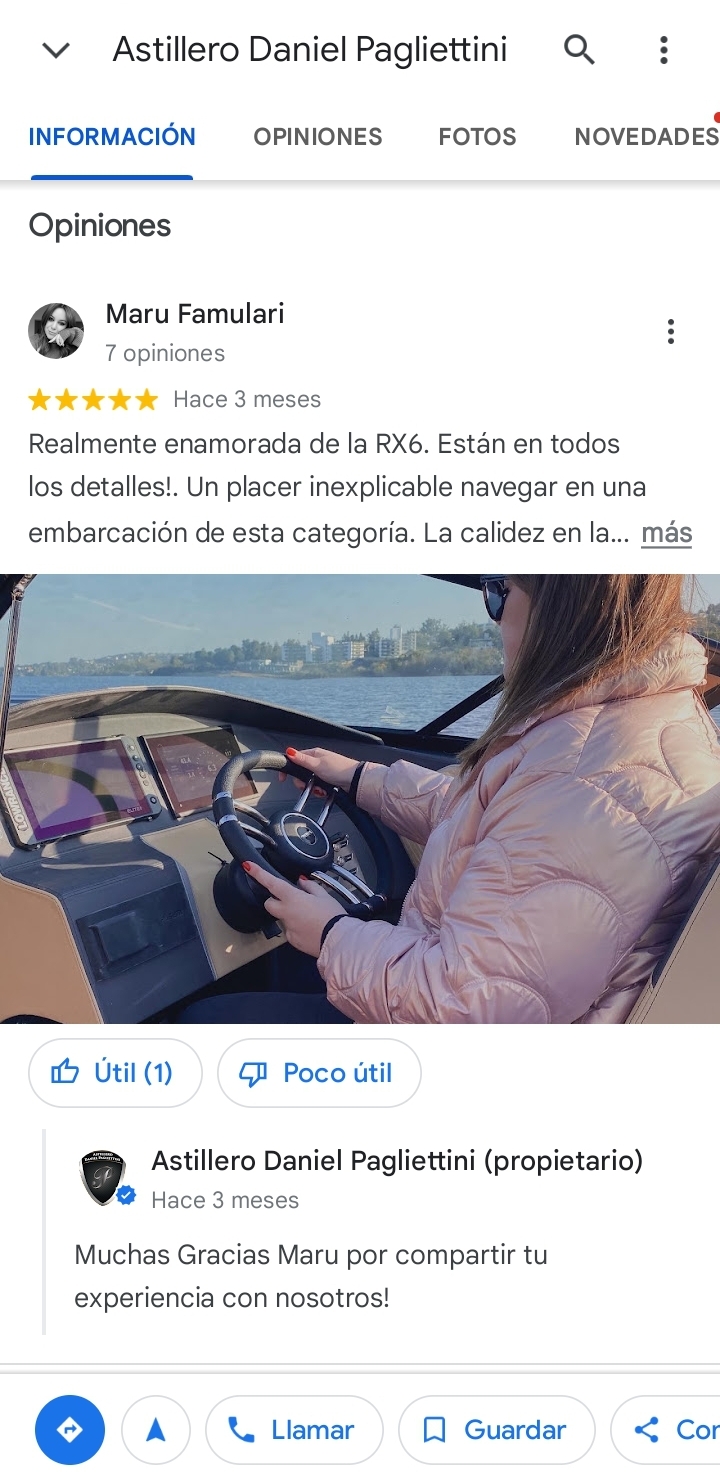 Astillero Daniel Pagliettini
INFORMACIÓN OPINIONES FOTOS NOVEDADES
Opiniones
Maru Famulari
7 opiniones
Hace 3 meses
Realmente enamorada de la RX6. Están en todos
los detalles!. Un placer inexplicable navegar en una
embarcación de esta categoría. La calidez en la... más
Útil (1) Poco útil
Astillero Daniel Pagliettini (propietario)
Hace 3 meses
Muchas Gracias Maru por compartir tu
experiencia con nosotros!
Llamar Guardar